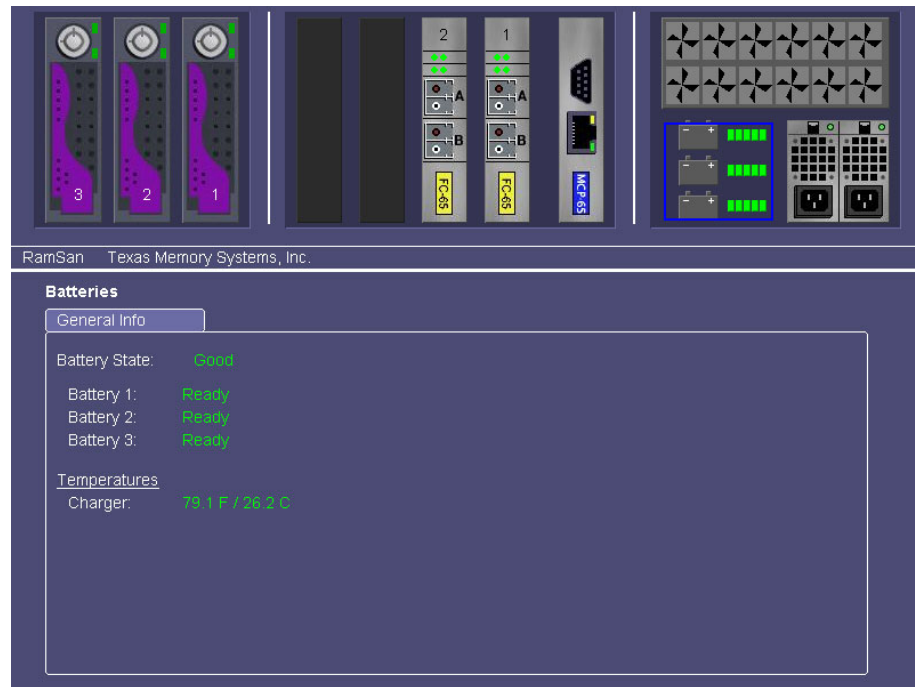 3
2
1
2
1
A
A
B
B
FC-65
FC-65
MCP-65
- +
- +
- +
RamSan Texas Memory Systems, Inc.
Batteries
General Info
Battery State: Good
Battery 1: Ready
Battery 2: Ready
Battery 3: Ready
Temperatures
Charger: 79.1 F / 26.2 C